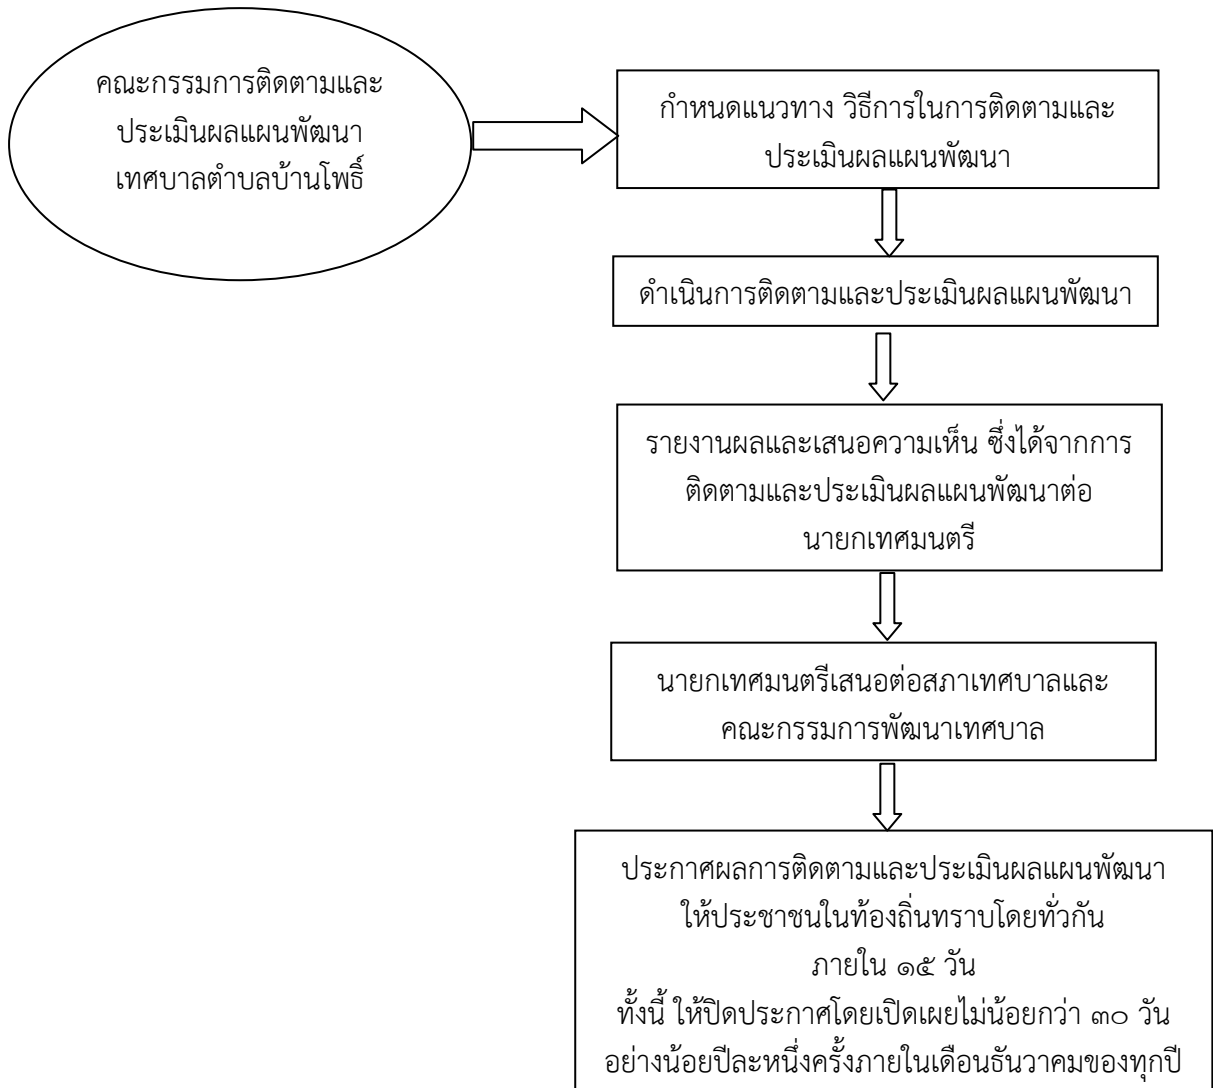 คณะกรรมการติดตามและ
ประเมินผลแผนพัฒนา
เทศบาลตำบลบ้านโพธิ์
กำหนดแนวทาง วิธีการในการติดตามและ
ประเมินผลแผนพัฒนา
ดำเนินการติดตามและประเมินผลแผนพัฒนา
รายงานผลและเสนอความเห็น ซึ่งได้จากการ
ติดตามและประเมินผลแผนพัฒนาต่อ
นายกเทศมนตรี
นายกเทศมนตรีเสนอต่อสภาเทศบาลและ
คณะกรรมการพัฒนาเทศบาล
ประกาศผลการติดตามและประเมินผลแผนพัฒนา
ให้ประชาชนในท้องถิ่นทราบโดยทั่วกัน
ภายใน ๑๕ วัน
ทั้งนี้ ให้ปิดประกาศโดยเปิดเผยไม่น้อยกว่า ๓๐ วัน
อย่างน้อยปีละหนึ่งครั้งภายในเดือนธันวาคมของทุกปี